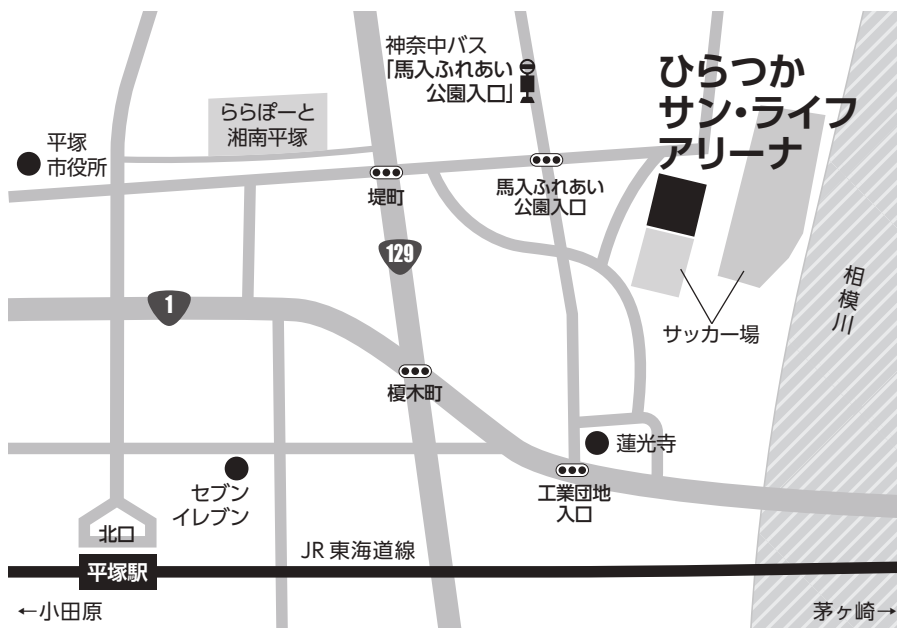 神奈中バス
「馬入ふれあい
公園入口」
ひらつか
サン・ライフ
アリーナ
ららぽーと
湘南平塚
平塚
市役所
堤町
馬入ふれあい
公園入口
129
1
相模川
サッカー場
榎木町
蓮光寺
セブン
イレブン
工業団地
入口
北口
JR東海道線
平塚駅
←小田原
茅ヶ崎→